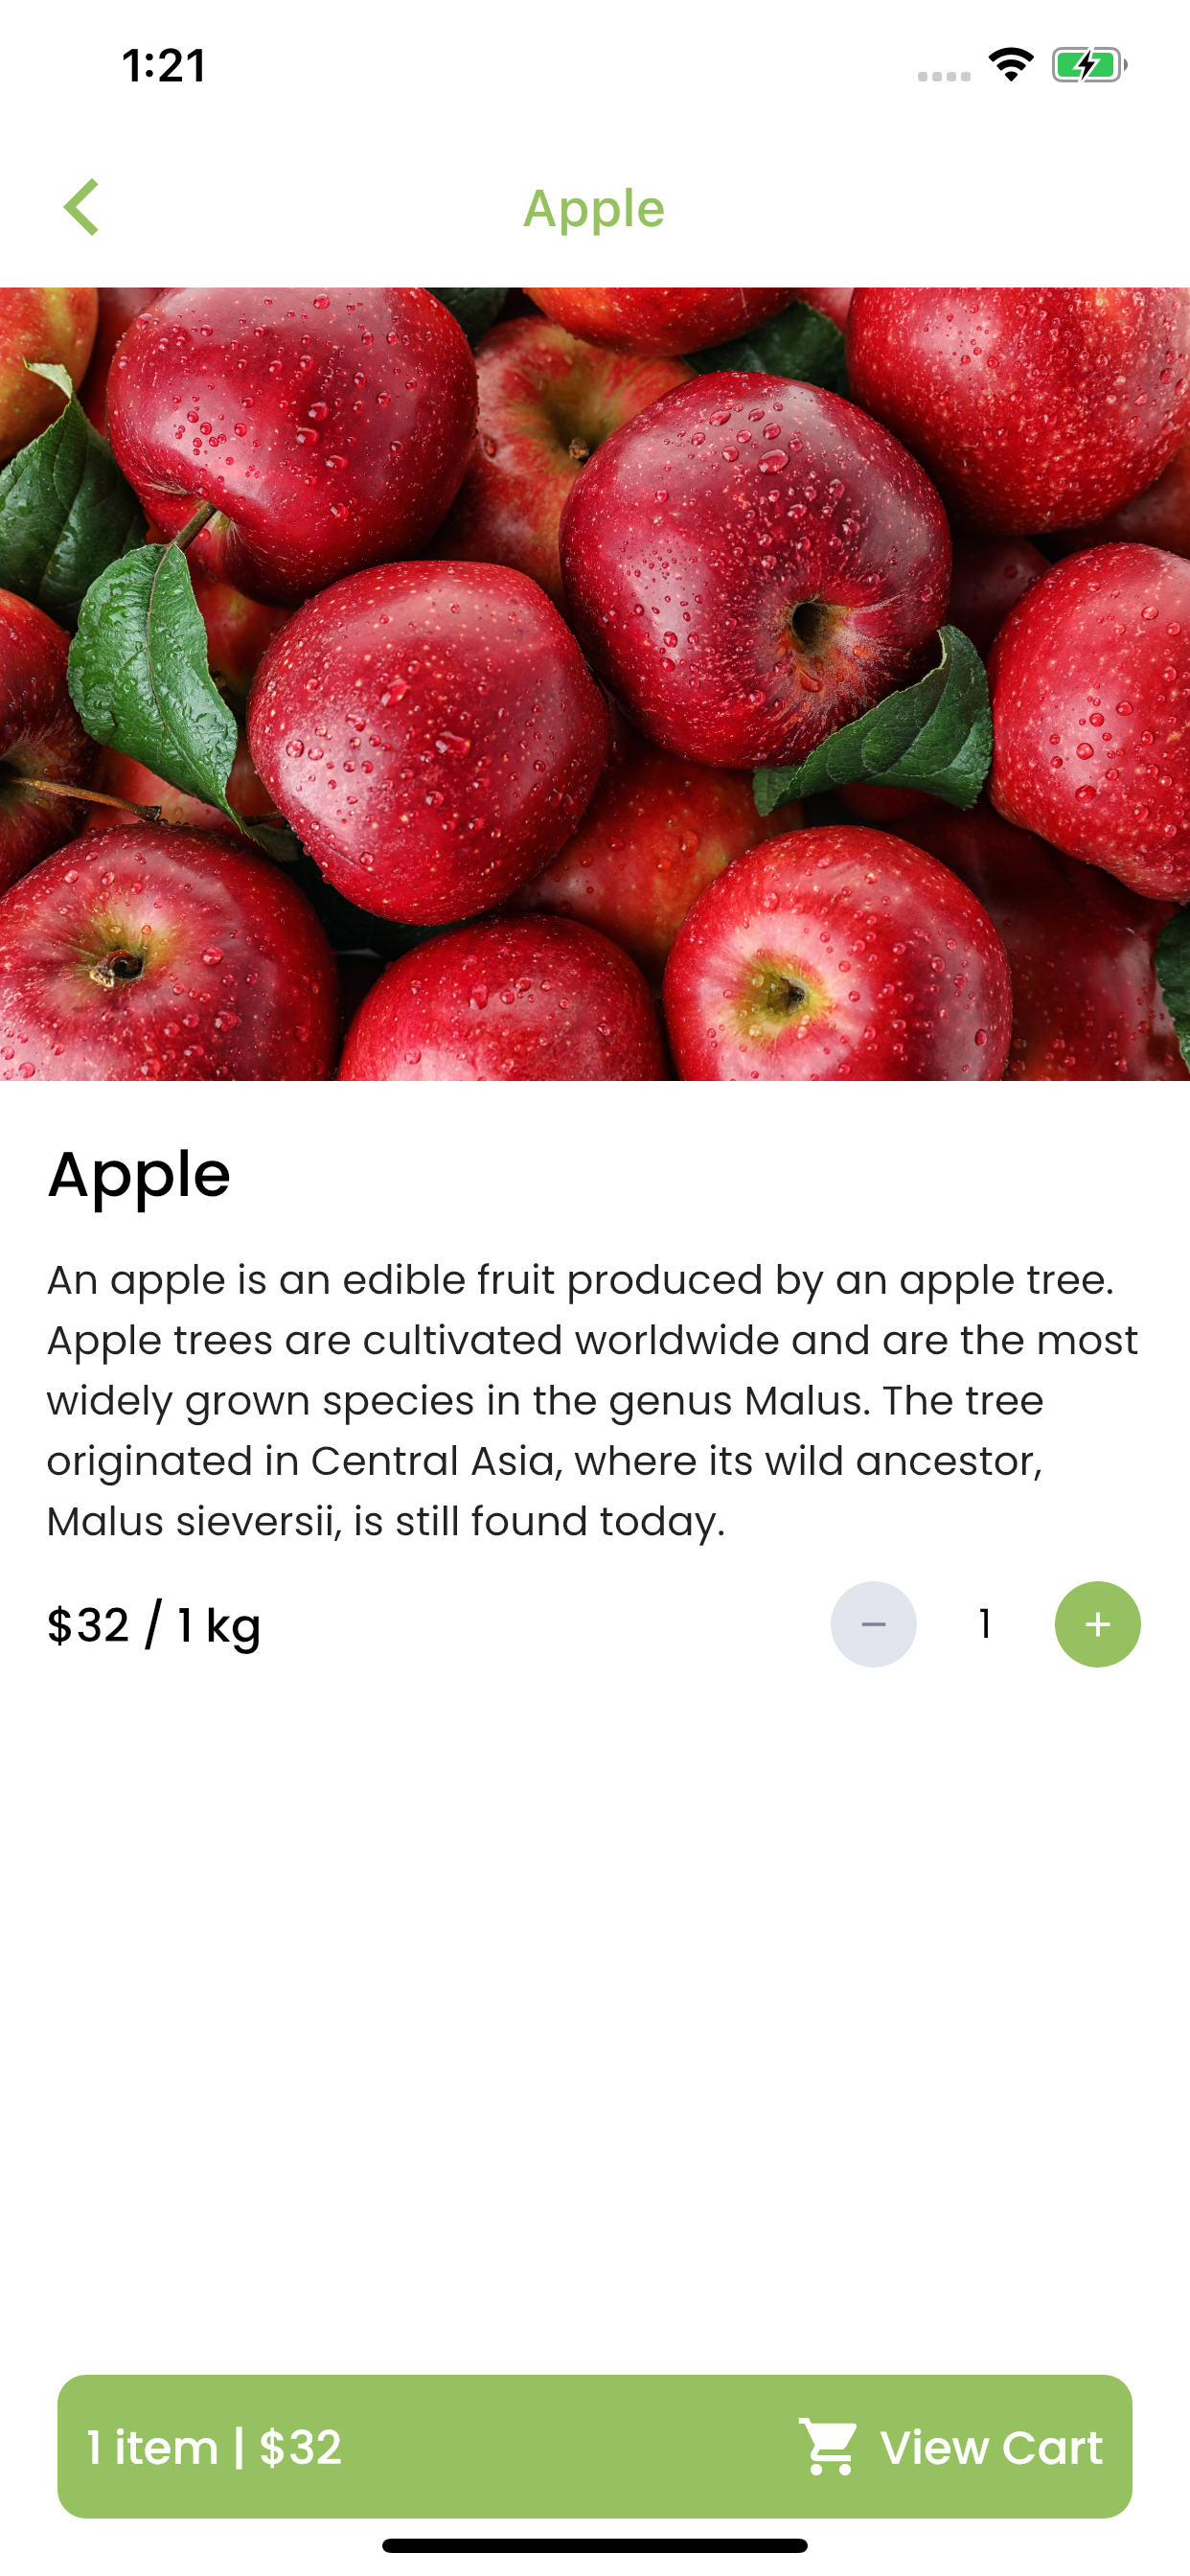 1:21
Apple
Apple
An apple is an edible fruit produced by an apple tree.
Apple trees are cultivated worldwide and are the most
widely grown species in the genus Malus. The tree
originated in Central Asia, where its wild ancestor,
Malus sieversii, is still found today.
$32 / 1 kg − 1 +
1 item | $32 View Cart